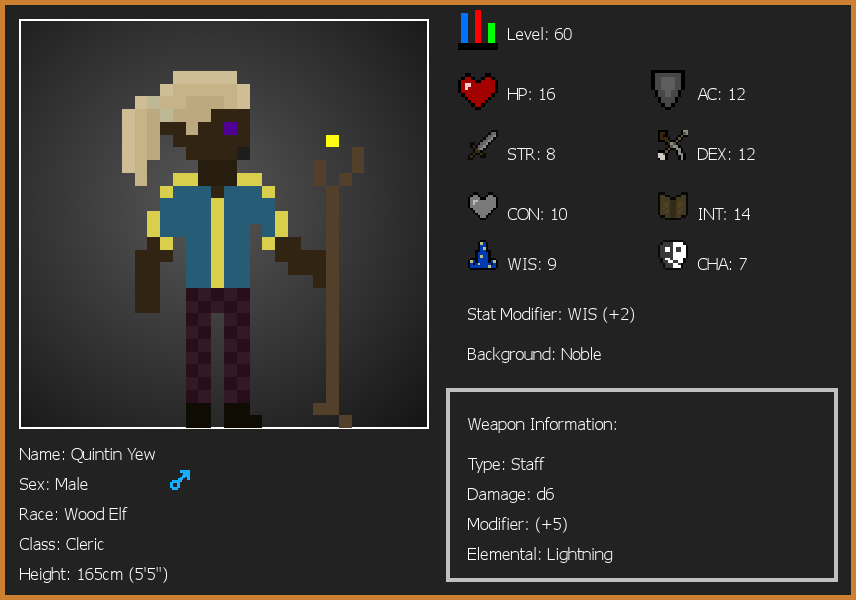 Level: 60
HP: 16
AC: 12
STR: 8
DEX: 12
CON: 10
INT: 14
WIS: 9
CHA: 7
Stat Modifier: WIS (+2)
Background: Noble
Weapon Information:
Type: Staff
Damage: d6
Modifier: (+5)
Elemental: Lightning
Name: Quintin Yew
Sex: Male
Race: Wood Elf
Class: Cleric
Height: 165cm (5'5")